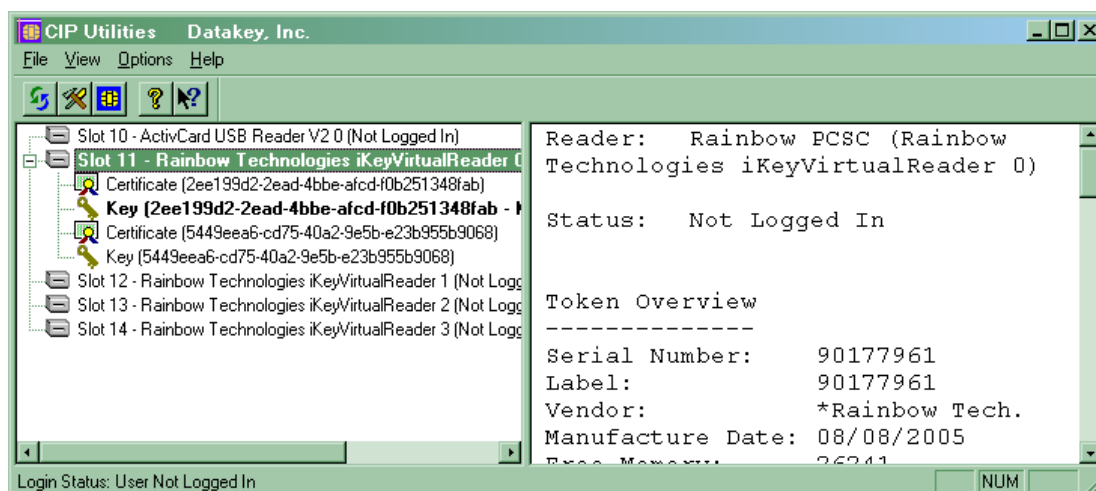 CIP Utilities Datakey, Inc.
File View Options Help
Slot 10 - ActivCard USB Reader V2 0 (Not Logged In)
Slot 11 - Rainbow Technologies iKeyVirtualReader 0
Certificate (2ee199d2-2ead-4bbe-afcd-f0b251348fab)
Key (2ee199d2-2ead-4bbe-afcd-f0b251348fab -
Certificate (5449eea6-cd75-40a2-9e5b-e23b955b9068)
Key (5449eea6-cd75-40a2-9e5b-e23b955b9068)
Slot 12 - Rainbow Technologies iKeyVirtualReader 1 (Not Logg
Slot 13 - Rainbow Technologies iKeyVirtualReader 2 (Not Logg
Slot 14 - Rainbow Technologies iKeyVirtualReader 3 (Not Logg
Reader: Rainbow PCSC (Rainbow
Technologies iKeyVirtualReader 0)
Status: Not Logged In
Token Overview
--------------
Serial Number: 90177961
Label: 90177961
Vendor: *Rainbow Tech.
Manufacture Date: 08/08/2005
Free Memory: 26241
Login Status: User Not Logged In
NUM